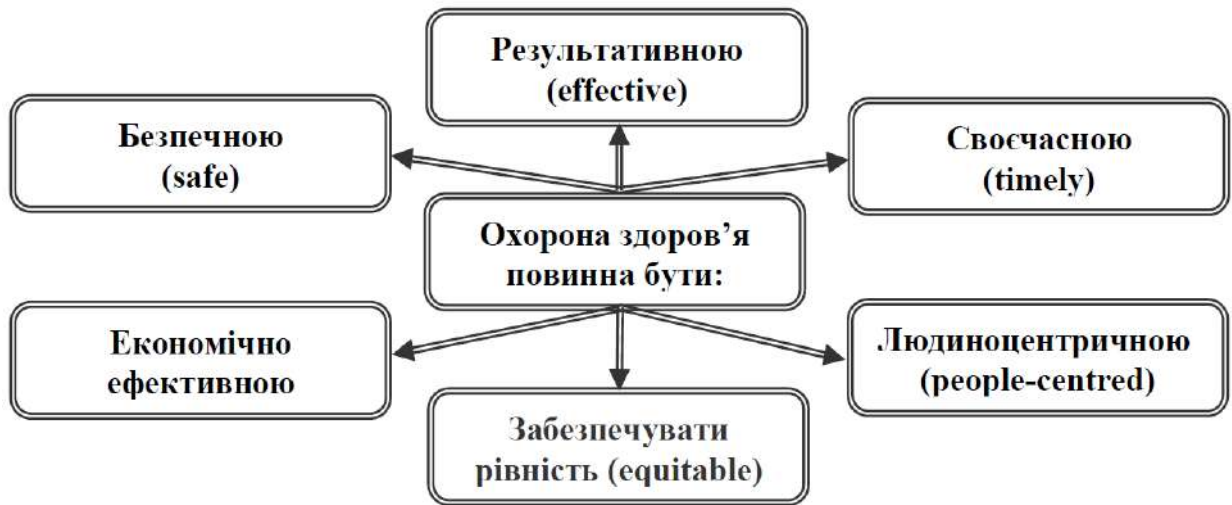 Результативною
(effective)
Безпечною
(safe)
Своєчасною
(timely)
Охорона здоров’я
повинна бути:
Економічно
ефективною
Людиноцентричною
(people-centred)
Забезпечувати
рівність (equitable)